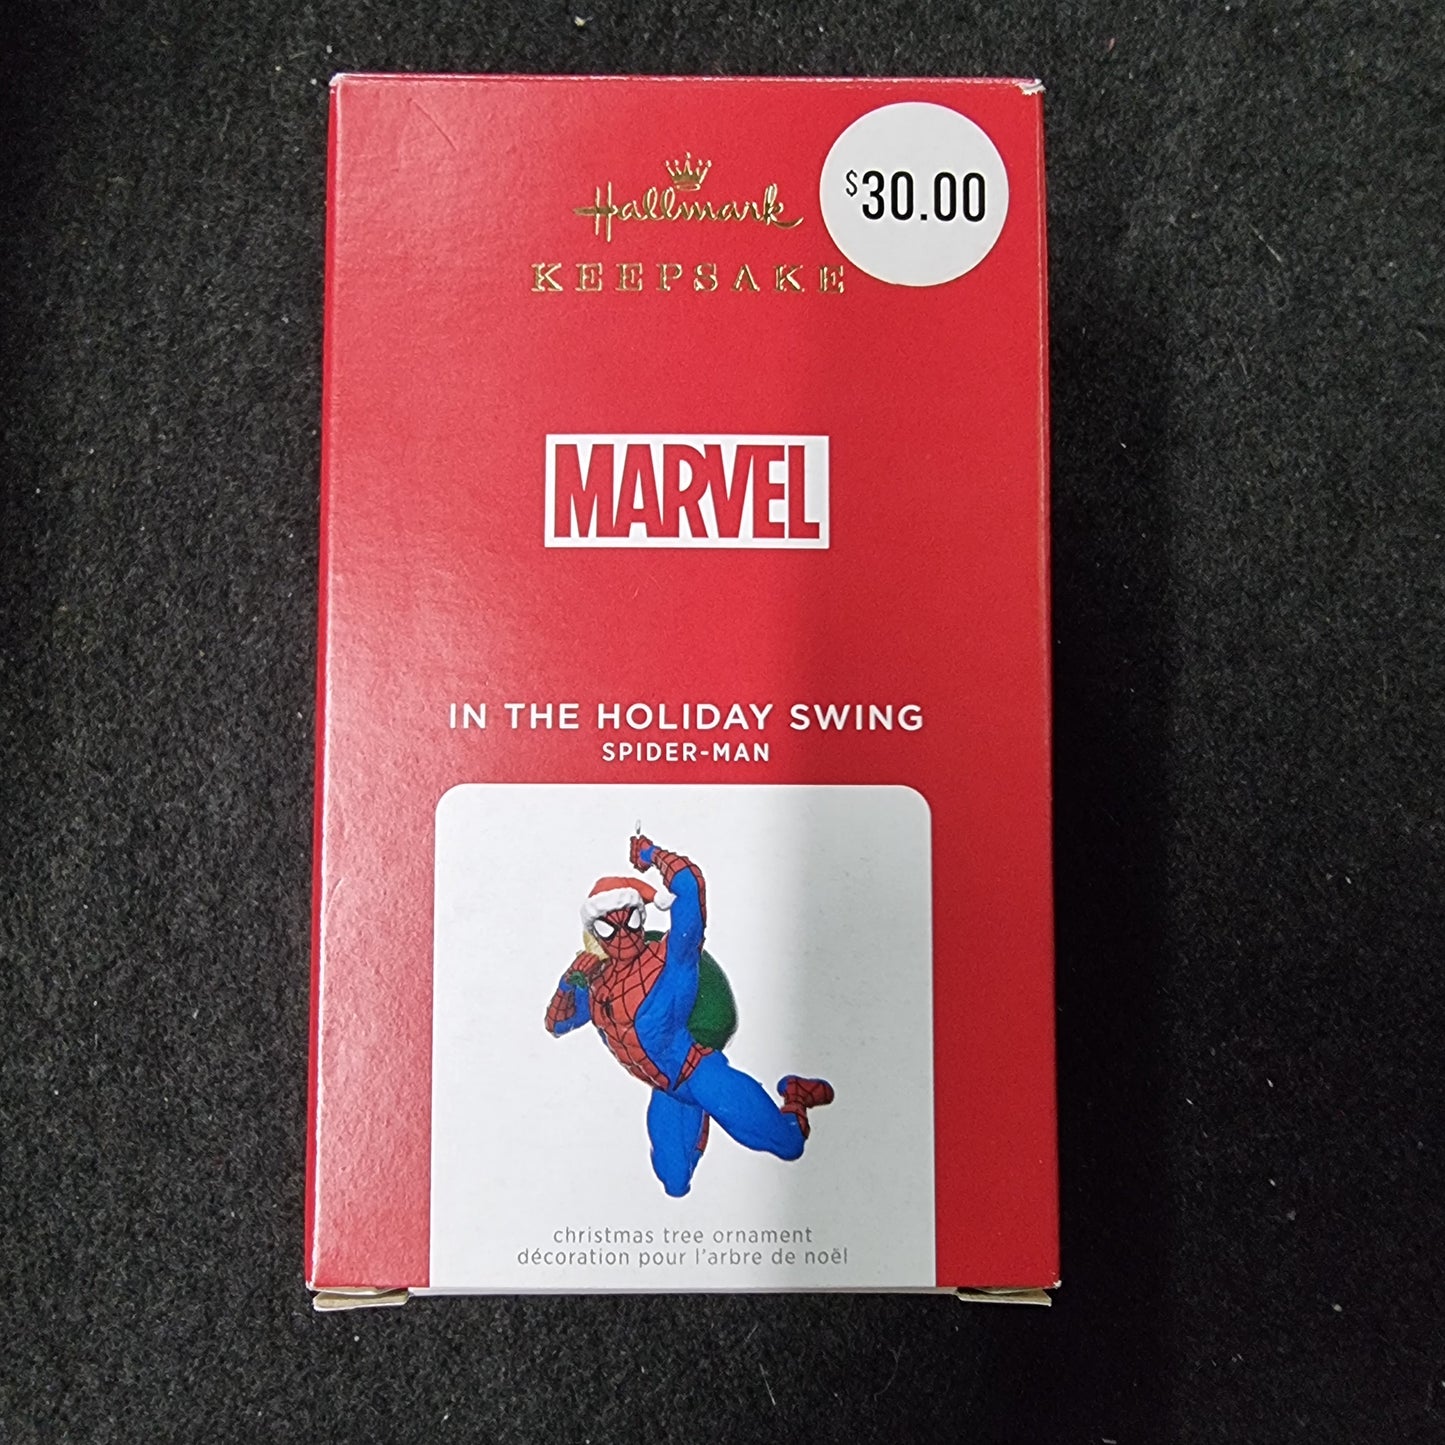 Hallmark
$30.00
KEEPSAKE
MARVEL
IN THE HOLIDAY SWING
SPIDER-MAN
christmas tree ornament
décoration pour l'arbre de noël